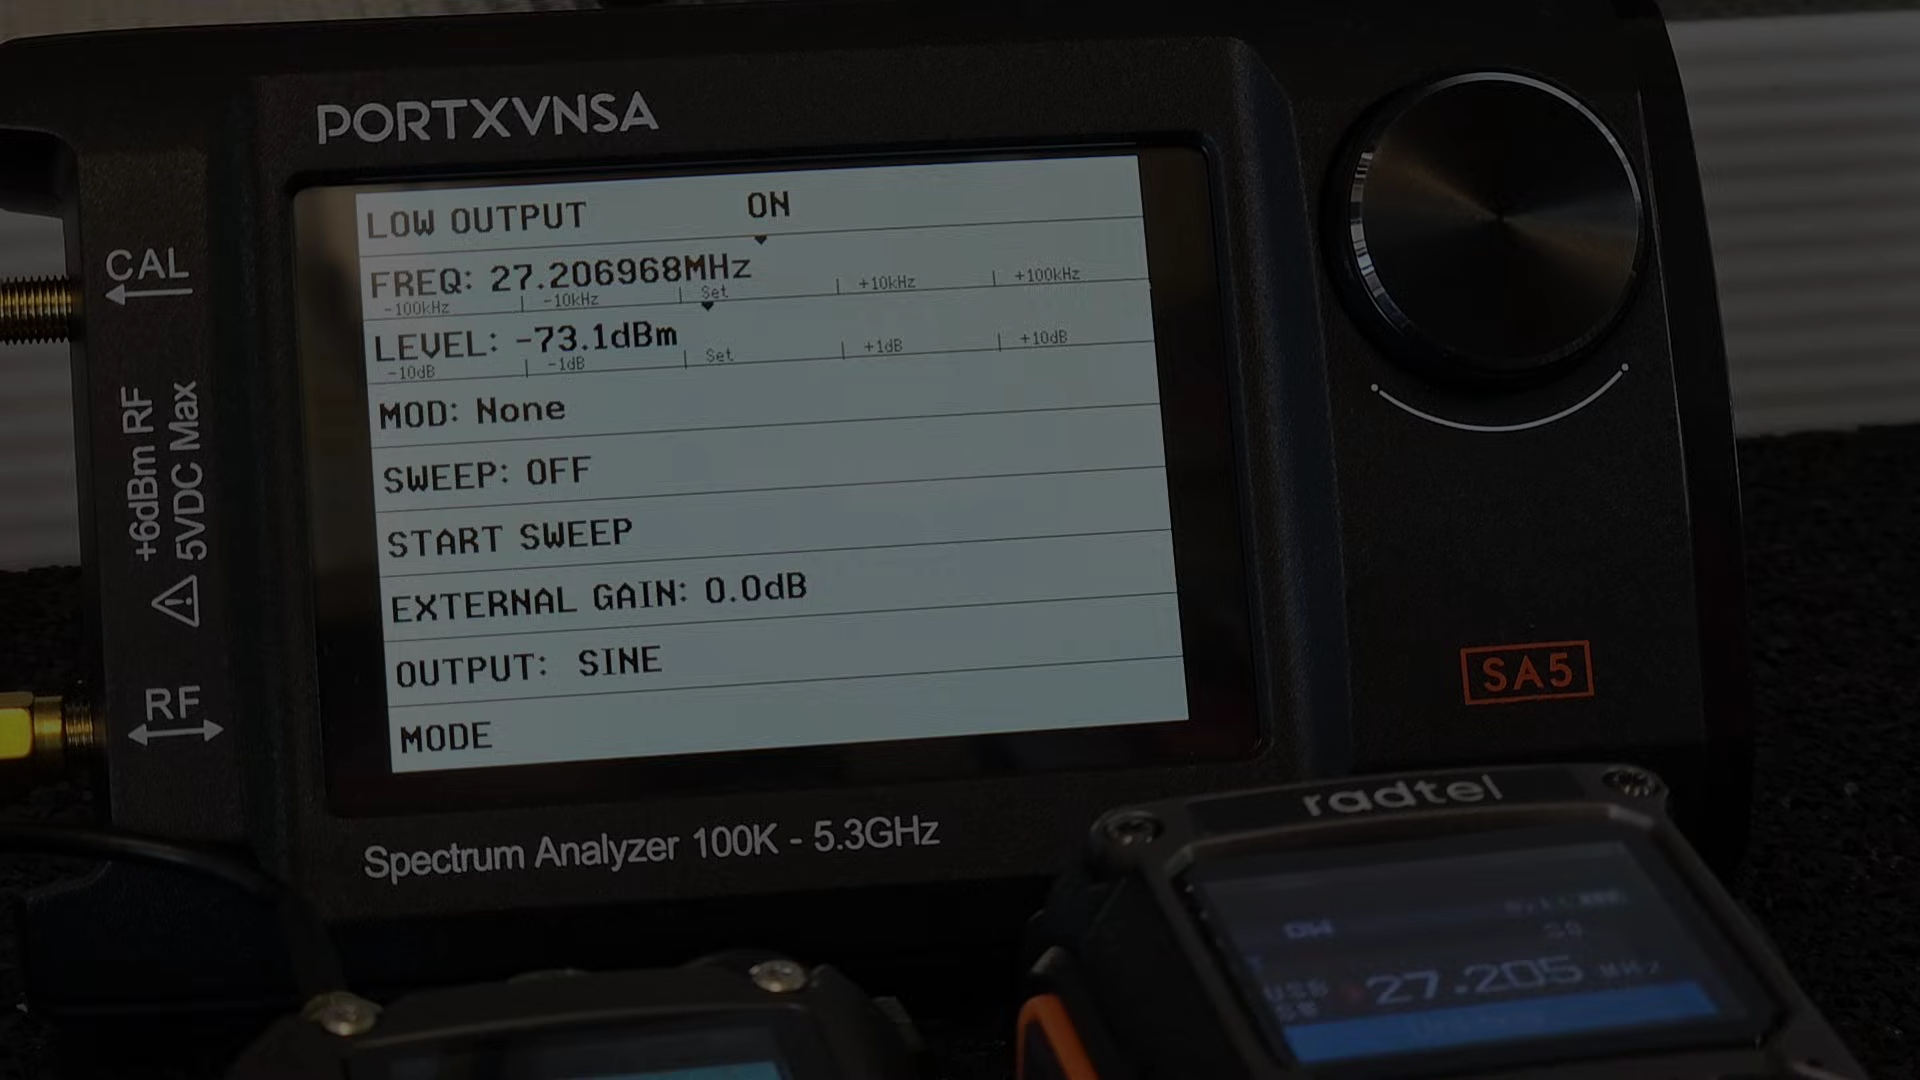 PORTXVNSA
LOW OUTPUT ON
FREQ: 27.206968MHz
-100kHz -10kHz Set +10kHz +100kHz
LEVEL: -73.1dBm
-10dB -1dB Set +1dB +10dB
MOD: None
SWEEP: OFF
START SWEEP
EXTERNAL GAIN: 0.0dB
OUTPUT: SINE
MODE
CAL
+6dBm RF
5VDC Max
RF
SA5
Spectrum Analyzer 100K - 5.3GHz
radtel
27.205 MHz